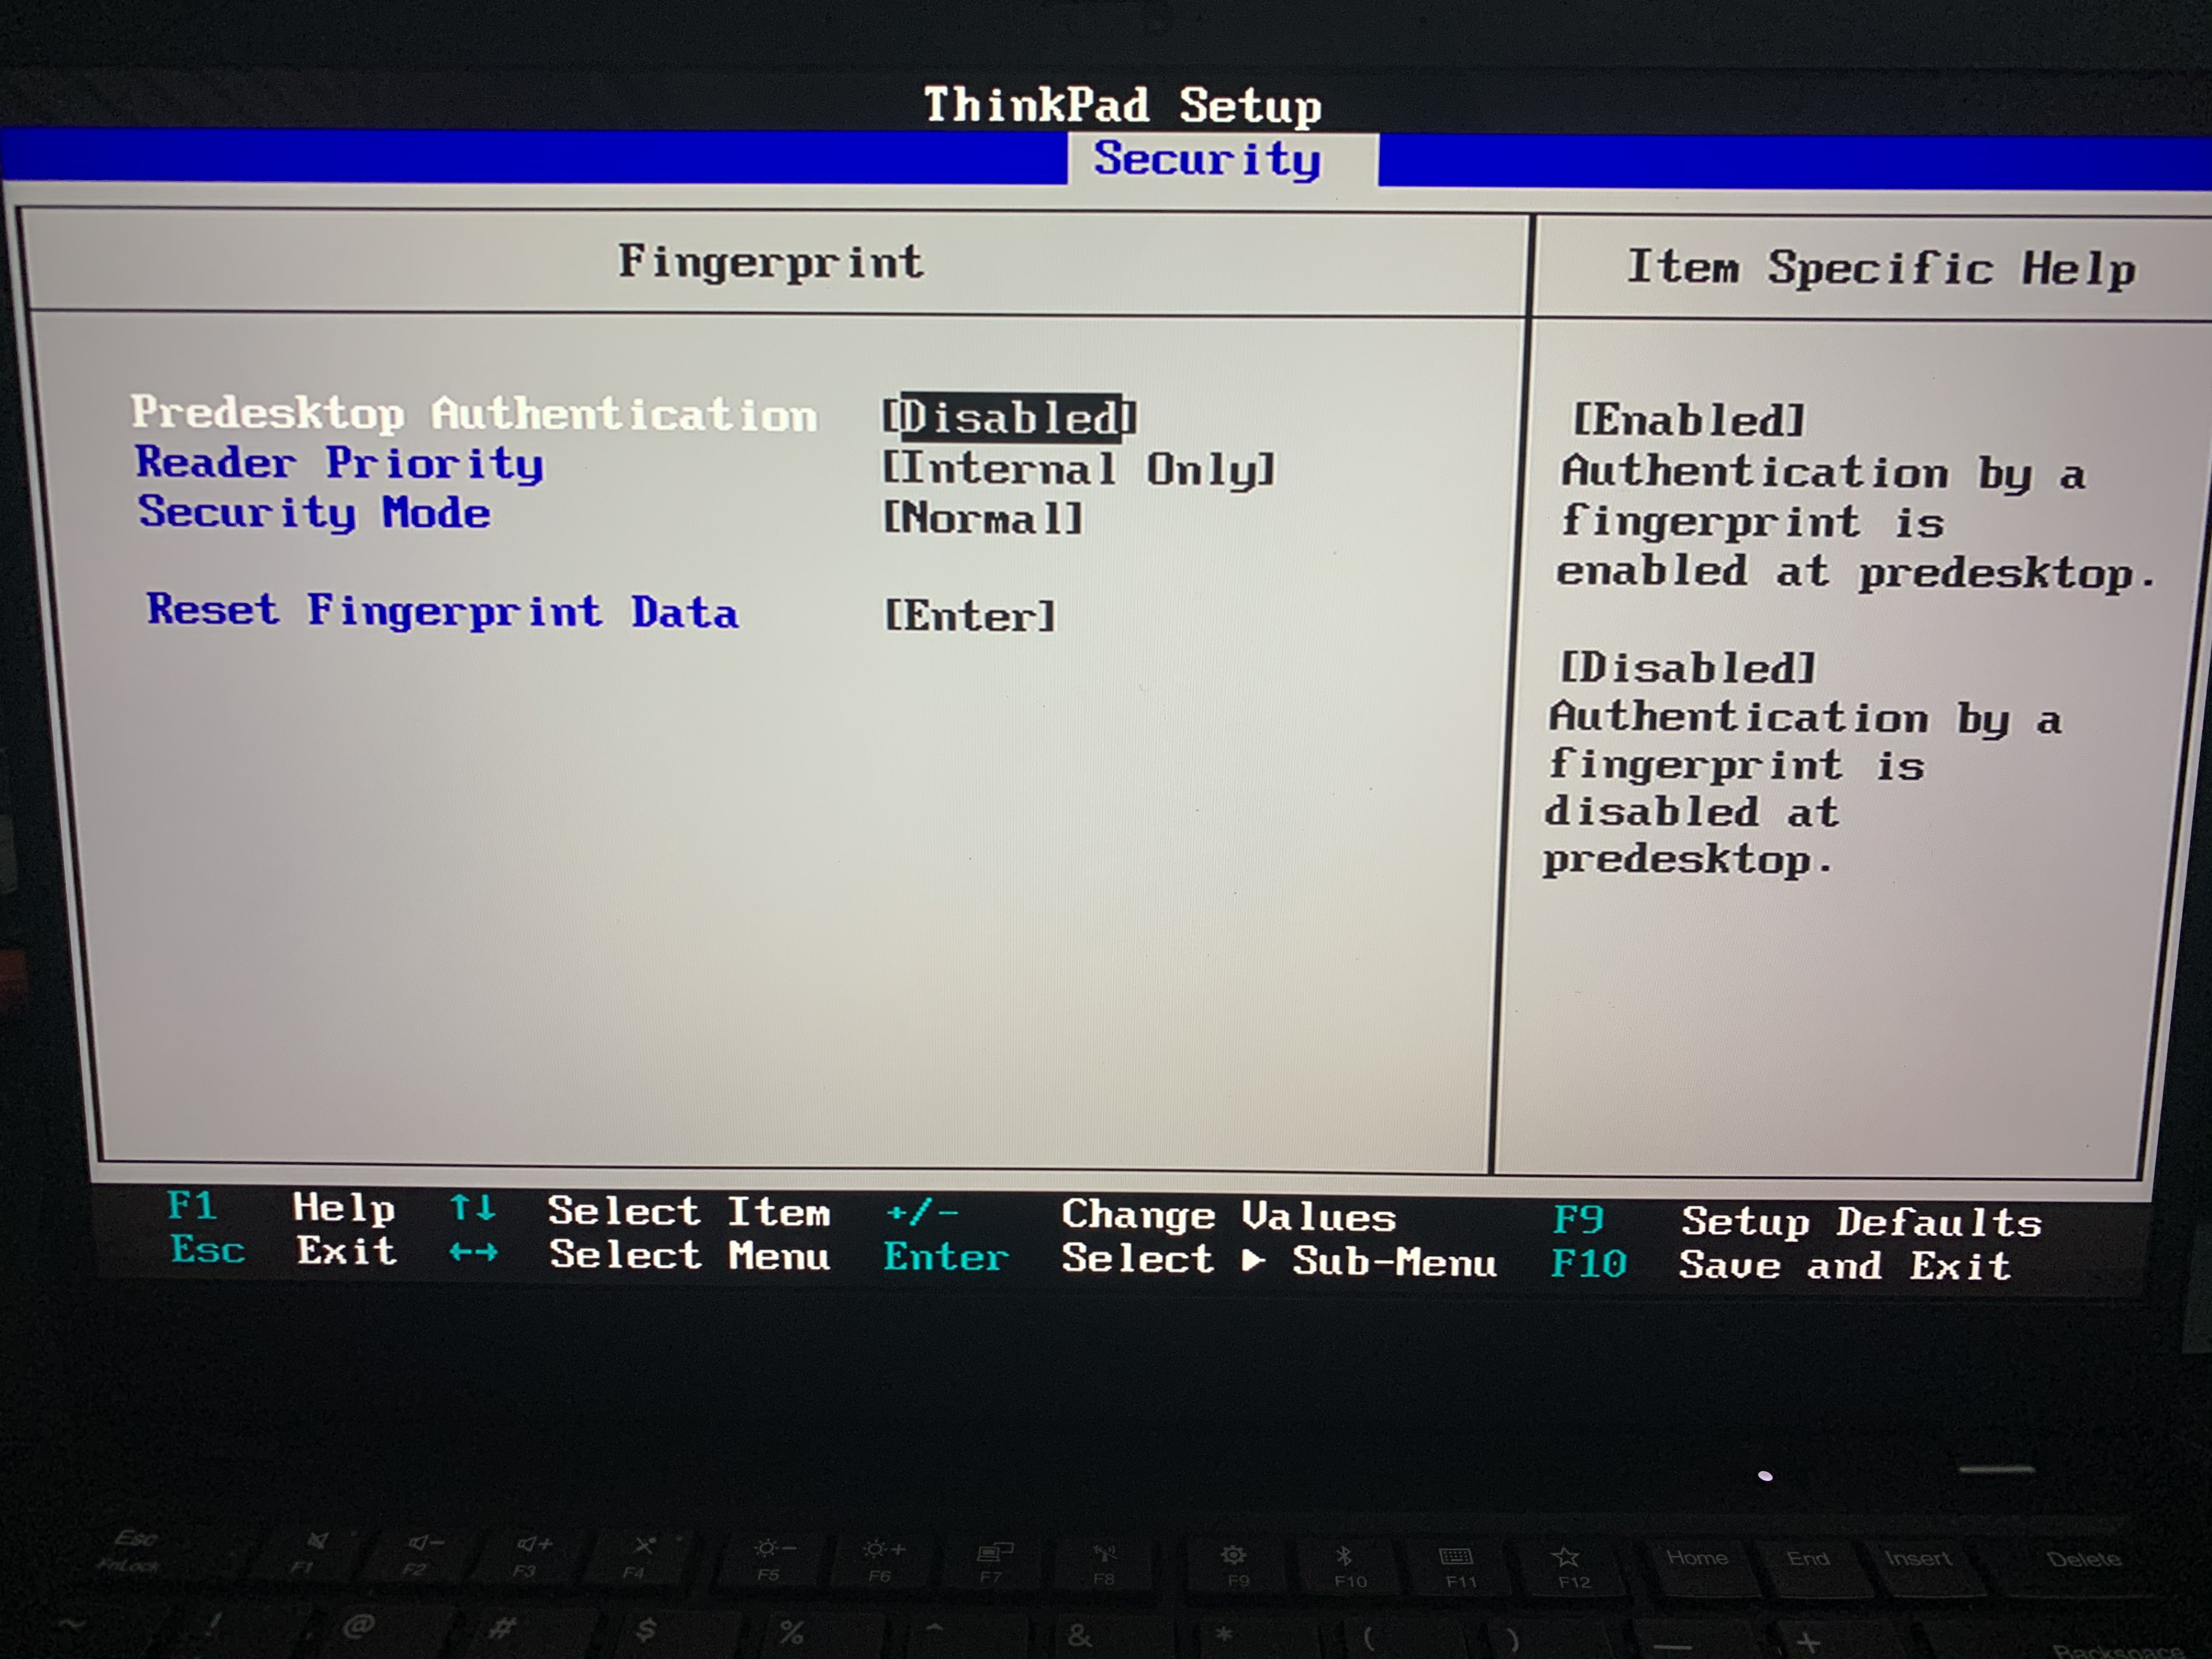 ThinkPad Setup
Security
Fingerprint
Item Specific Help
Predesktop Authentication [Disabled]
Reader Priority [Internal Only]
Security Mode [Normal]
Reset Fingerprint Data [Enter]
[Enabled]
Authentication by a
fingerprint is
enabled at predesktop.
[Disabled]
Authentication by a
fingerprint is
disabled at
predesktop.
F1 Help ↑↓ Select Item +/- Change Values F9 Setup Defaults
Esc Exit ←→ Select Menu Enter Select ▶ Sub-Menu F10 Save and Exit
Esc
FnLock
F1 F2 F3 F4 F5 F6 F7 F8 F9 F10 F11 F12 Home End Insert Delete
~ ! @ # $ % ^ & * ( ) — + Backspace